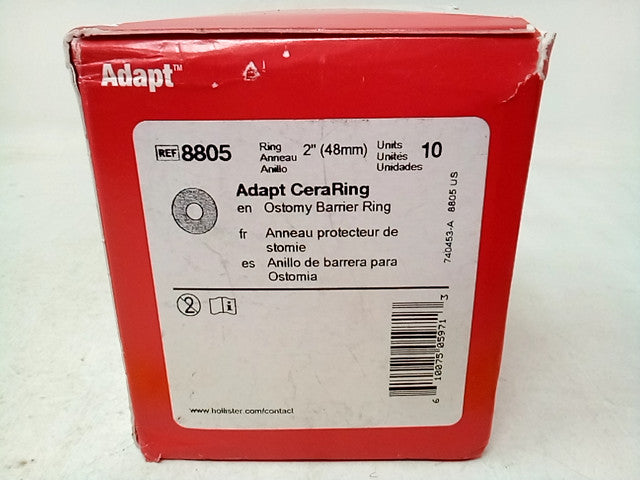 Adapt™
REF 8805
Ring
Anneau
Anillo
2" (48mm)
Units
Unités
Unidades
10
Adapt CeraRing
en Ostomy Barrier Ring
fr Anneau protecteur de
stomie
es Anillo de barrera para
Ostomia
740453-A 8805 US
2
i
6 10075 05971 3
www.hollister.com/contact